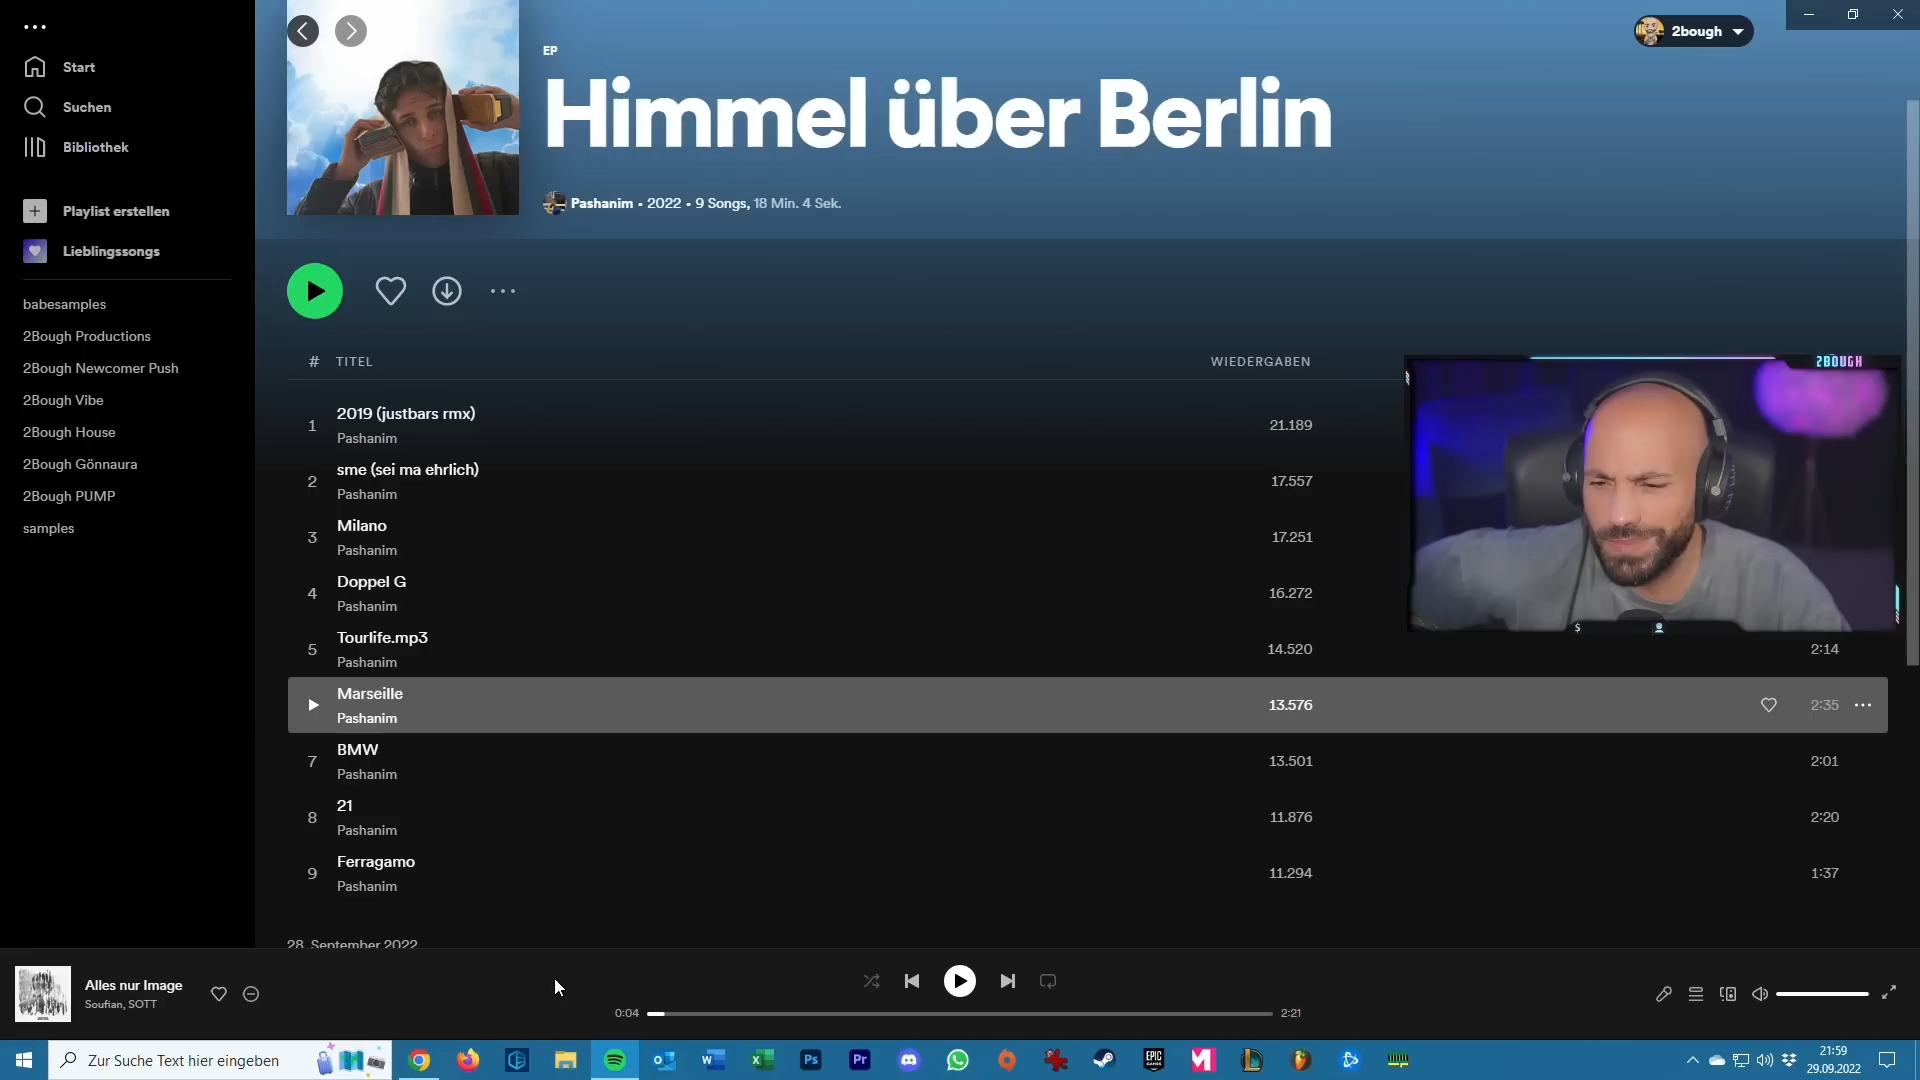 Start
Suchen
Bibliothek
Playlist erstellen
Lieblingssongs
babesamples
2Bough Productions
2Bough Newcomer Push
2Bough Vibe
2Bough House
2Bough Gönnaura
2Bough PUMP
samples
2bough
EP
Himmel über Berlin
Pashanim • 2022 • 9 Songs, 18 Min. 4 Sek.
# TITEL WIEDERGABEN
2BOUGH
1 2019 (justbars rmx) 21.189
Pashanim
2 sme (sei ma ehrlich) 17.557
Pashanim
3 Milano 17.251
Pashanim
4 Doppel G 16.272
Pashanim
$
5 Tourlife.mp3 14.520 2:14
Pashanim
Marseille 13.576 2:35
Pashanim
7 BMW 13.501 2:01
Pashanim
8 21 11.876 2:20
Pashanim
9 Ferragamo 11.294 1:37
Pashanim
28. September 2022
Alles nur Image
Soufian, SOTT
0:04 2:21
Zur Suche Text hier eingeben
Ps
Pr
EPIC
GAMES
21:59
29.09.2022